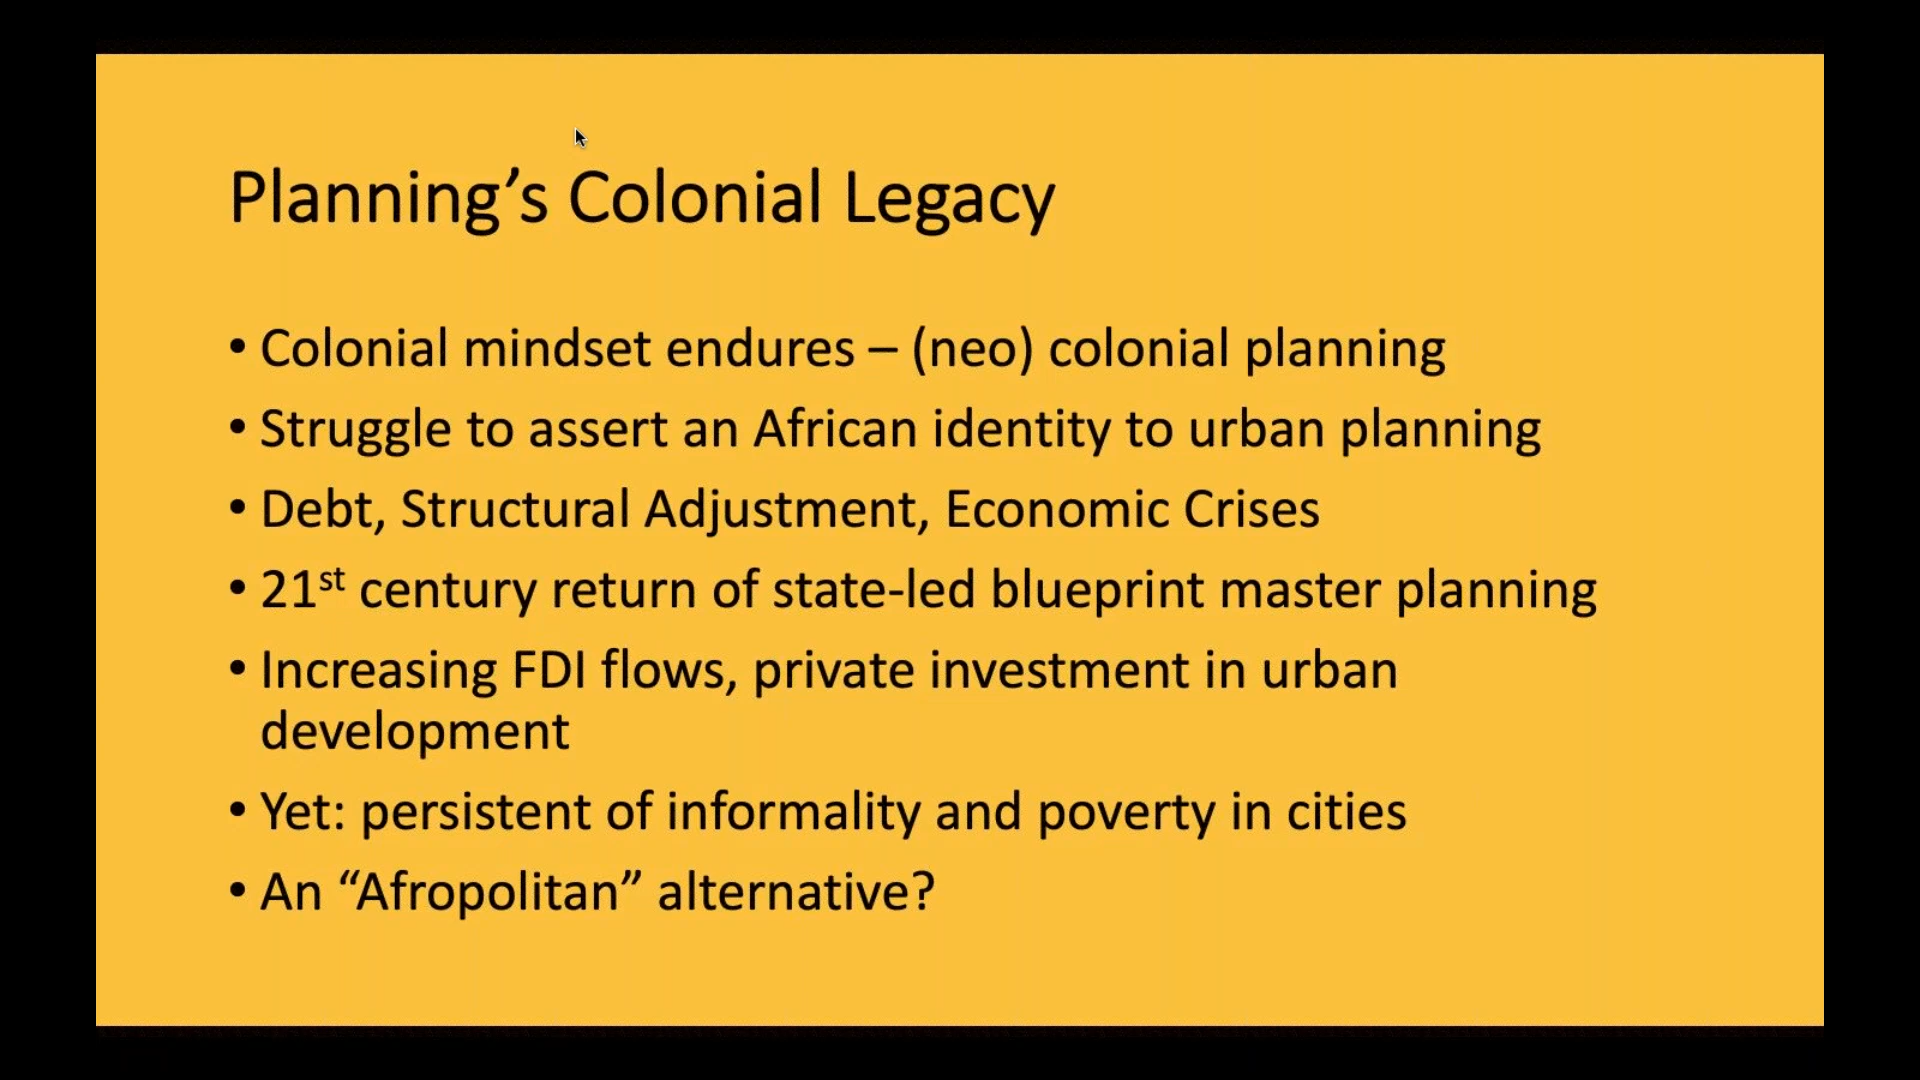 Planning’s Colonial Legacy
• Colonial mindset endures – (neo) colonial planning
• Struggle to assert an African identity to urban planning
• Debt, Structural Adjustment, Economic Crises
• 21st century return of state-led blueprint master planning
• Increasing FDI flows, private investment in urban
development
• Yet: persistent of informality and poverty in cities
• An “Afropolitan” alternative?